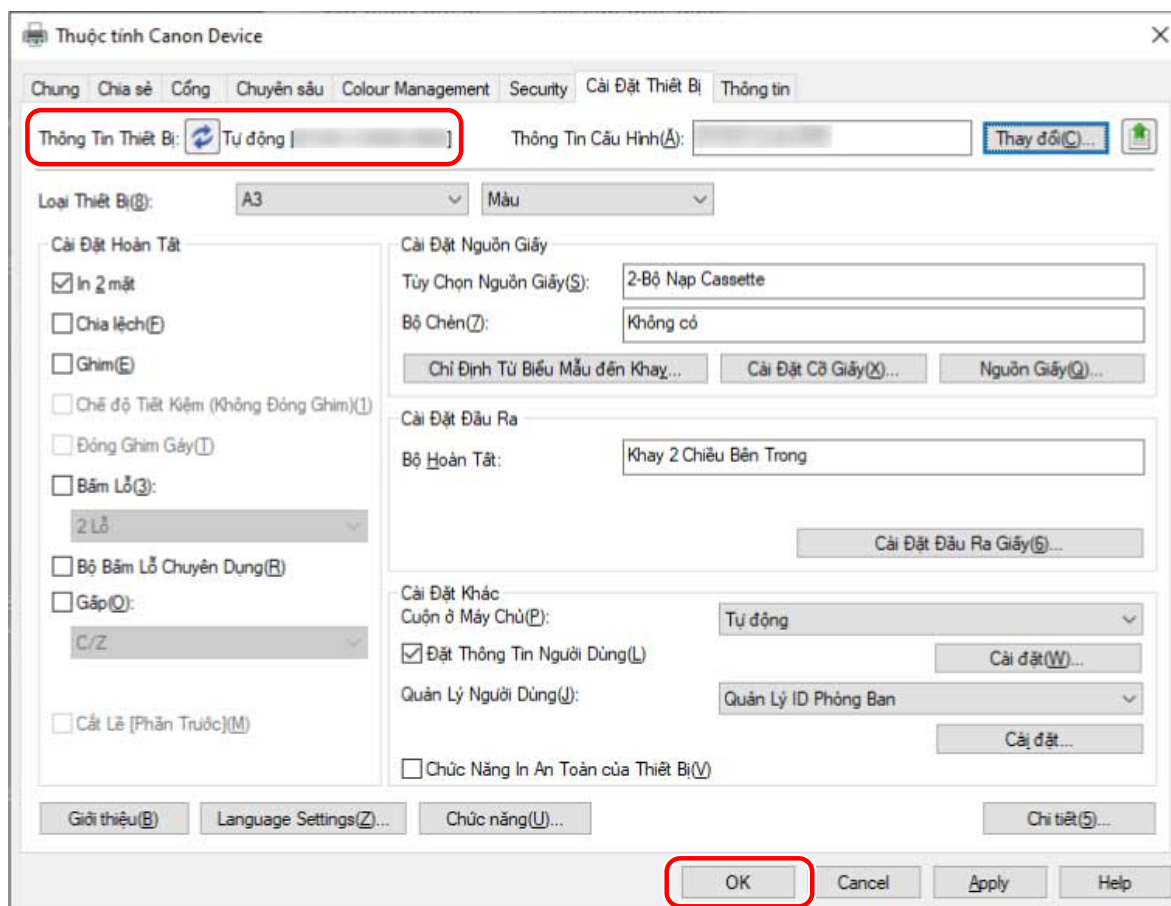 Thuộc tính Canon Device
Chung Chia sẻ Cổng Chuyên sâu Colour Management Security Cài Đặt Thiết Bị Thông tin
Thông Tin Thiết Bị: Tự động [ ] Thông Tin Cấu Hình(Ä): Thay đổi(C)...
Loại Thiết Bị(8): A3 Màu
Cài Đặt Hoàn Tất
In 2 mặt
Chia lệch(F)
Ghim(E)
Chế độ Tiết Kiệm (Không Đóng Ghim)(1)
Đóng Ghim Gáy(T)
Bấm Lỗ(3):
2 Lỗ
Bộ Bấm Lỗ Chuyên Dụng(R)
Gấp(O):
C/Z
Cắt Lề [Phần Trước](M)
Cài Đặt Nguồn Giấy
Tùy Chọn Nguồn Giấy(S): 2-Bộ Nạp Cassette
Bộ Chèn(7): Không có
Chỉ Định Từ Biểu Mẫu đến Khay... Cài Đặt Cỡ Giấy(X)... Nguồn Giấy(Q)...
Cài Đặt Đầu Ra
Bộ Hoàn Tất: Khay 2 Chiều Bên Trong
Cài Đặt Đầu Ra Giấy(6)...
Cài Đặt Khác
Cuộn ở Máy Chủ(P): Tự động
Đặt Thông Tin Người Dùng(L) Cài đặt(W)...
Quản Lý Người Dùng(J): Quản Lý ID Phòng Ban
Cài đặt...
Chức Năng In An Toàn của Thiết Bị(V)
Giới thiệu(B) Language Settings(Z)... Chức năng(U)... Chi tiết(5)...
OK Cancel Apply Help